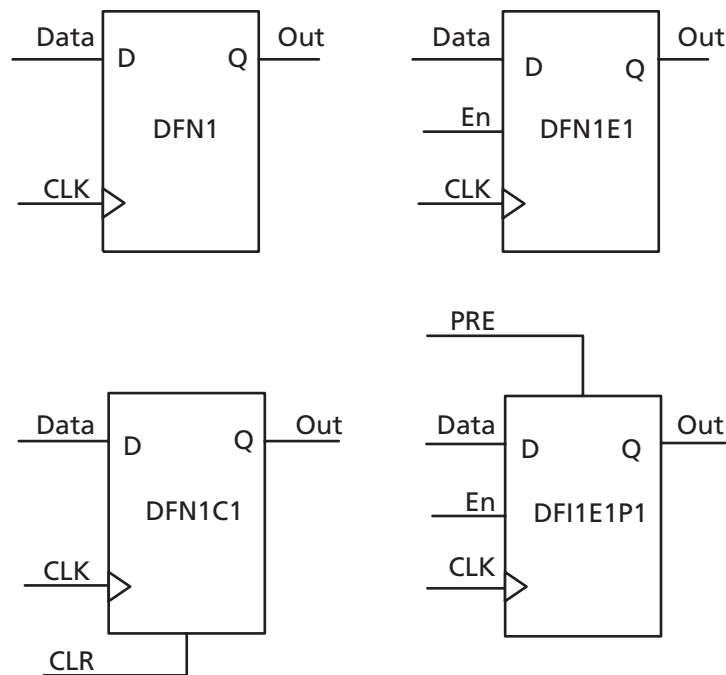 Data
D
Q
Out
DFN1
CLK
Data
D
Q
Out
En
DFN1E1
CLK
Data
D
Q
Out
DFN1C1
CLK
CLR
PRE
Data
D
Q
Out
En
DFI1E1P1
CLK